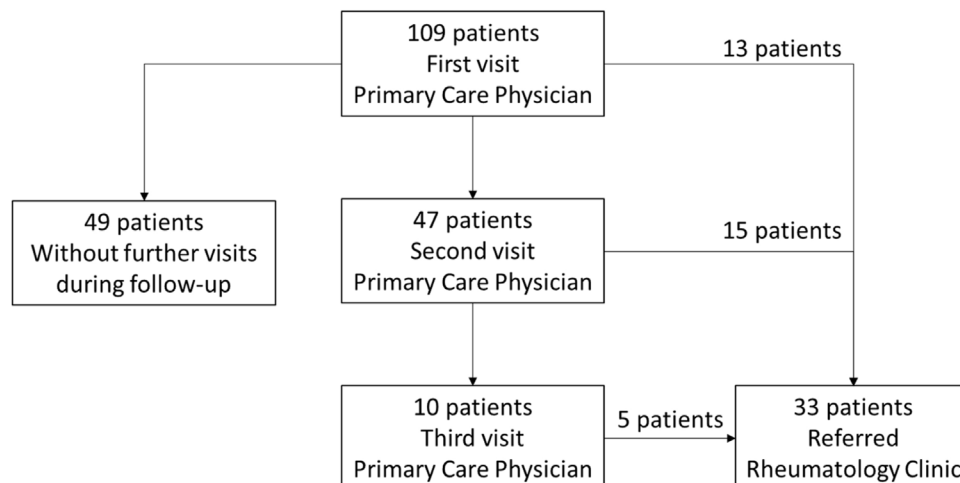 109 patients
First visit
Primary Care Physician
13 patients
49 patients
Without further visits
during follow-up
47 patients
Second visit
Primary Care Physician
15 patients
10 patients
Third visit
Primary Care Physician
5 patients
33 patients
Referred
Rheumatology Clinic